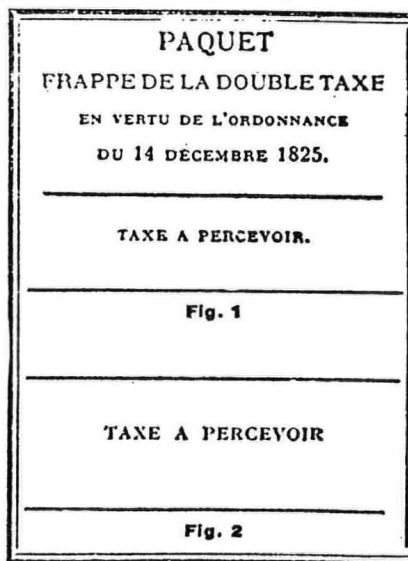 PAQUET
FRAPPE DE LA DOUBLE TAXE
EN VERTU DE L'ORDONNANCE
DU 14 DÉCEMBRE 1825.
TAXE A PERCEVOIR.
Fig. 1
TAXE A PERCEVOIR
Fig. 2